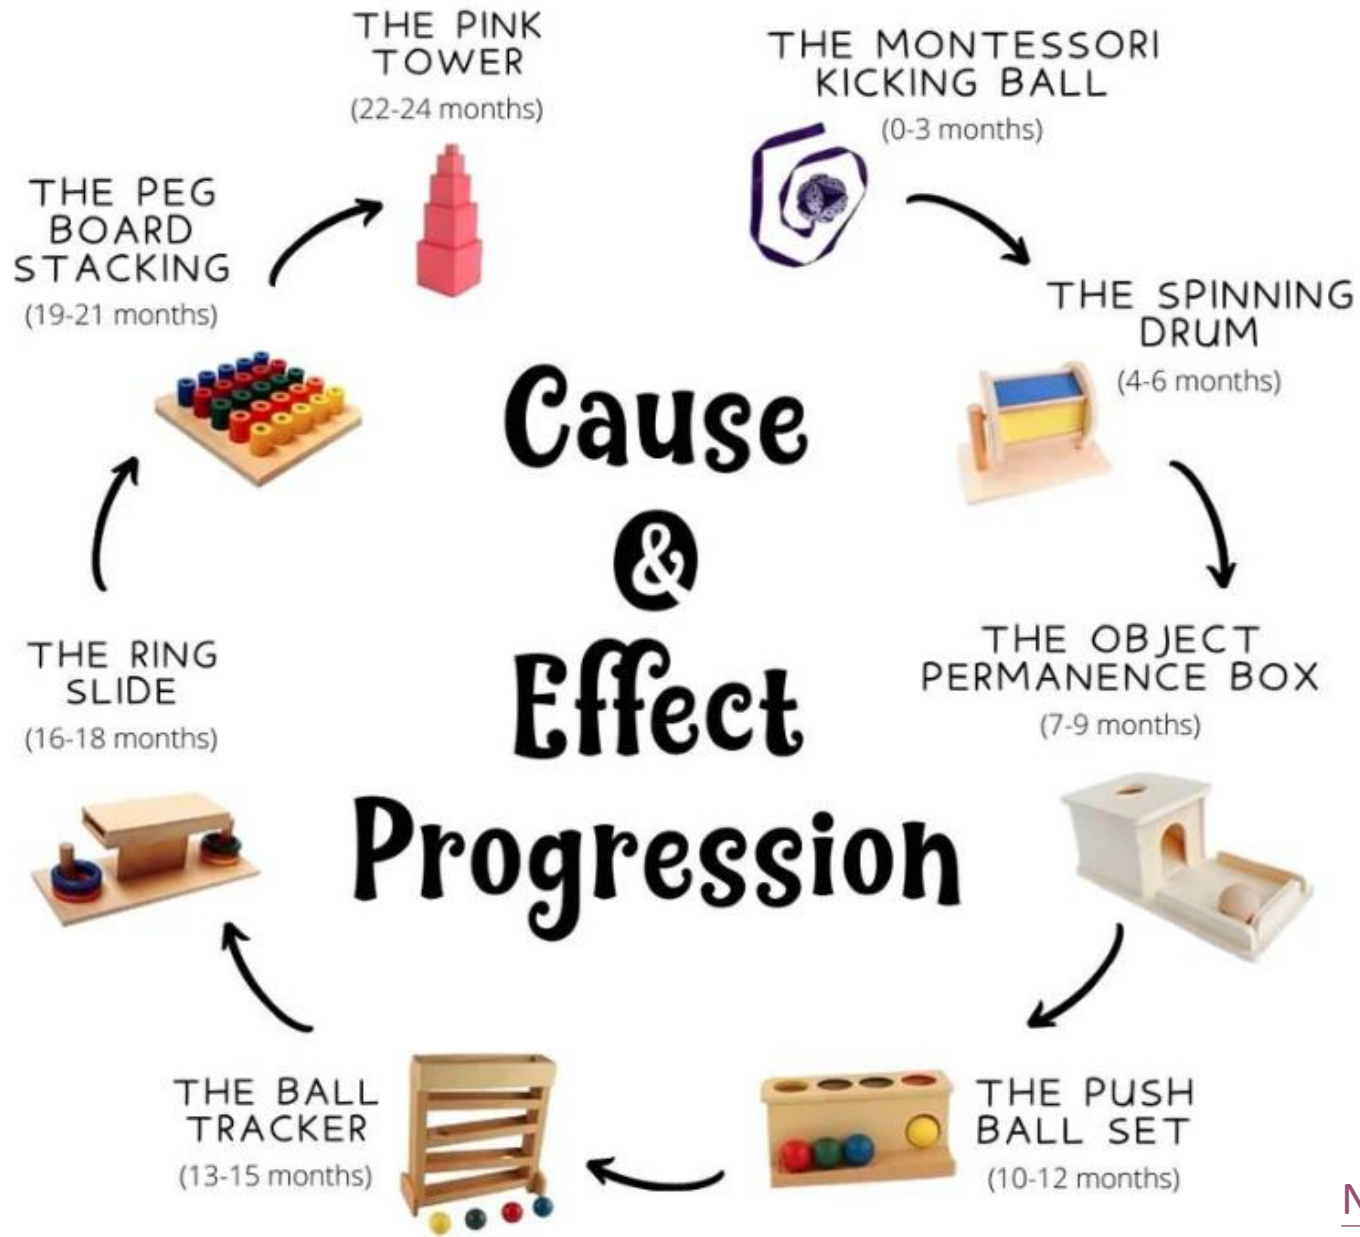 THE PINK
TOWER
(22-24 months)
THE MONTESSORI
KICKING BALL
(0-3 months)
THE PEG
BOARD
STACKING
(19-21 months)
THE SPINNING
DRUM
(4-6 months)
Cause
&
Effect
Progression
THE RING
SLIDE
(16-18 months)
THE OBJECT
PERMANENCE BOX
(7-9 months)
THE BALL
TRACKER
(13-15 months)
THE PUSH
BALL SET
(10-12 months)